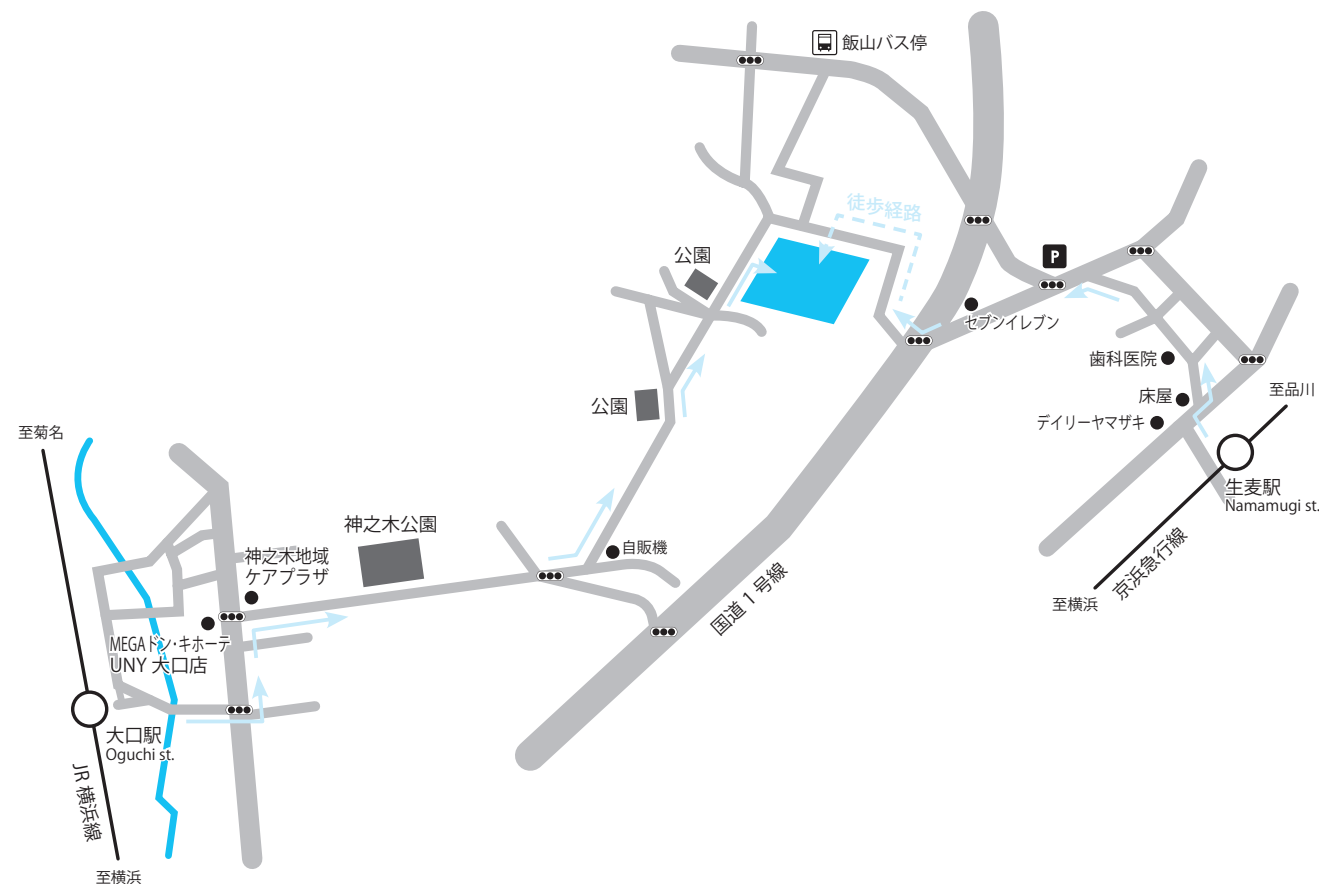 飯山バス停
徒歩経路
公園
P
セブンイレブン
歯科医院
床屋
デイリーヤマザキ
至品川
生麦駅
Namamugi st.
京浜急行線
至横浜
公園
至菊名
神之木公園
自販機
神之木地域
ケアプラザ
国道1号線
MEGAドン・キホーテ
UNY 大口店
大口駅
Oguchi st.
JR 横浜線
至横浜